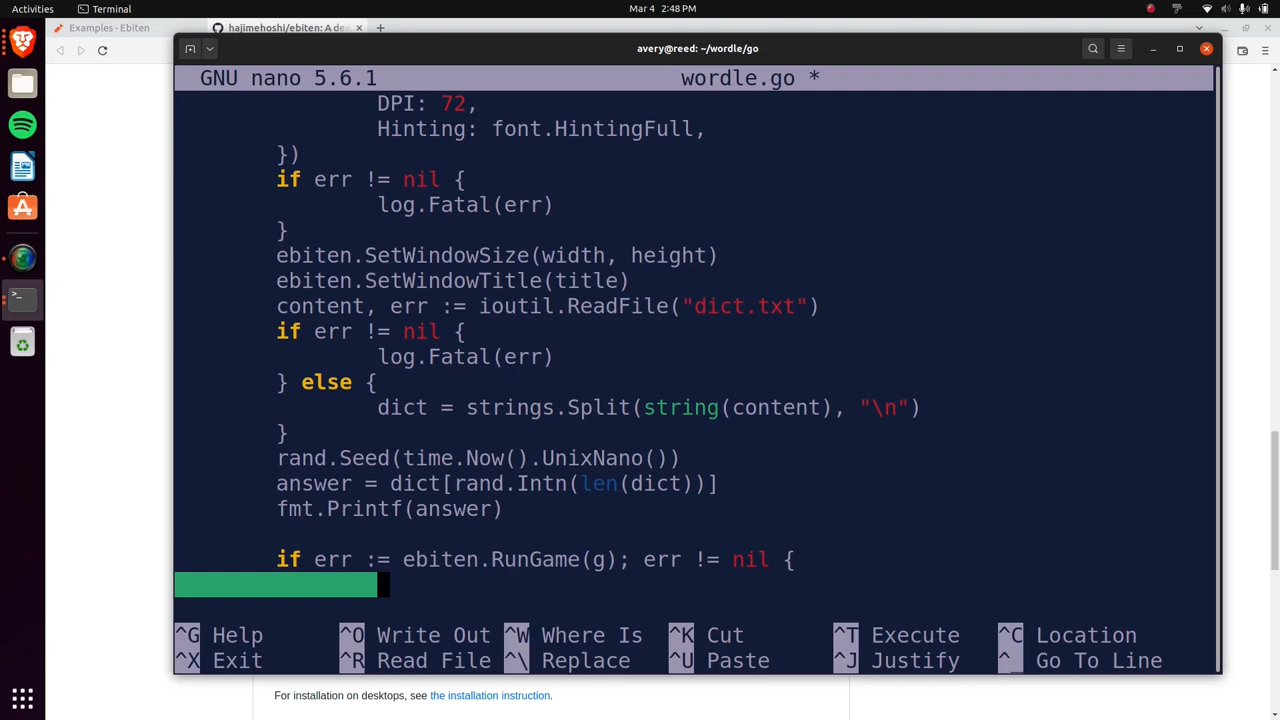 Activities
Terminal
Mar 4 2:48 PM
Examples - Ebiten
hajimehoshi/ebiten: A de
avery@reed: ~/wordle/go
GNU nano 5.6.1 wordle.go *
DPI: 72,
Hinting: font.HintingFull,
})
if err != nil {
log.Fatal(err)
}
ebiten.SetWindowSize(width, height)
ebiten.SetWindowTitle(title)
content, err := ioutil.ReadFile("dict.txt")
if err != nil {
log.Fatal(err)
} else {
dict = strings.Split(string(content), "\n")
}
rand.Seed(time.Now().UnixNano())
answer = dict[rand.Intn(len(dict))]
fmt.Printf(answer)
if err := ebiten.RunGame(g); err != nil {
^G Help ^O Write Out ^W Where Is ^K Cut ^T Execute ^C Location
^X Exit ^R Read File ^\ Replace ^U Paste ^J Justify ^_ Go To Line
For installation on desktops, see the installation instruction.